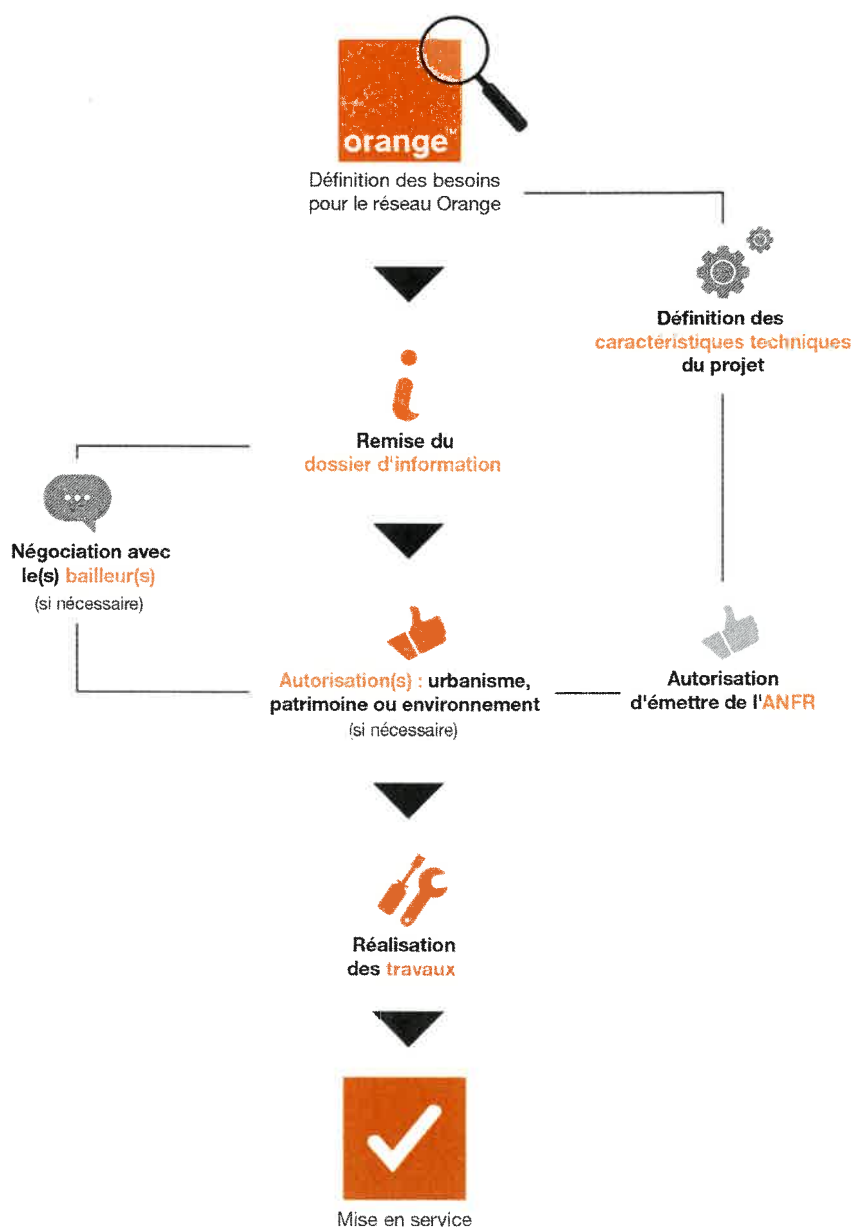 orange™
Définition des besoins
pour le réseau Orange
Définition des
caractéristiques techniques
du projet
Remise du
dossier d'information
Négociation avec
le(s) bailleur(s)
(si nécessaire)
Autorisation(s) : urbanisme,
patrimoine ou environnement
(si nécessaire)
Autorisation
d'émettre de l'ANFR
Réalisation
des travaux
Mise en service